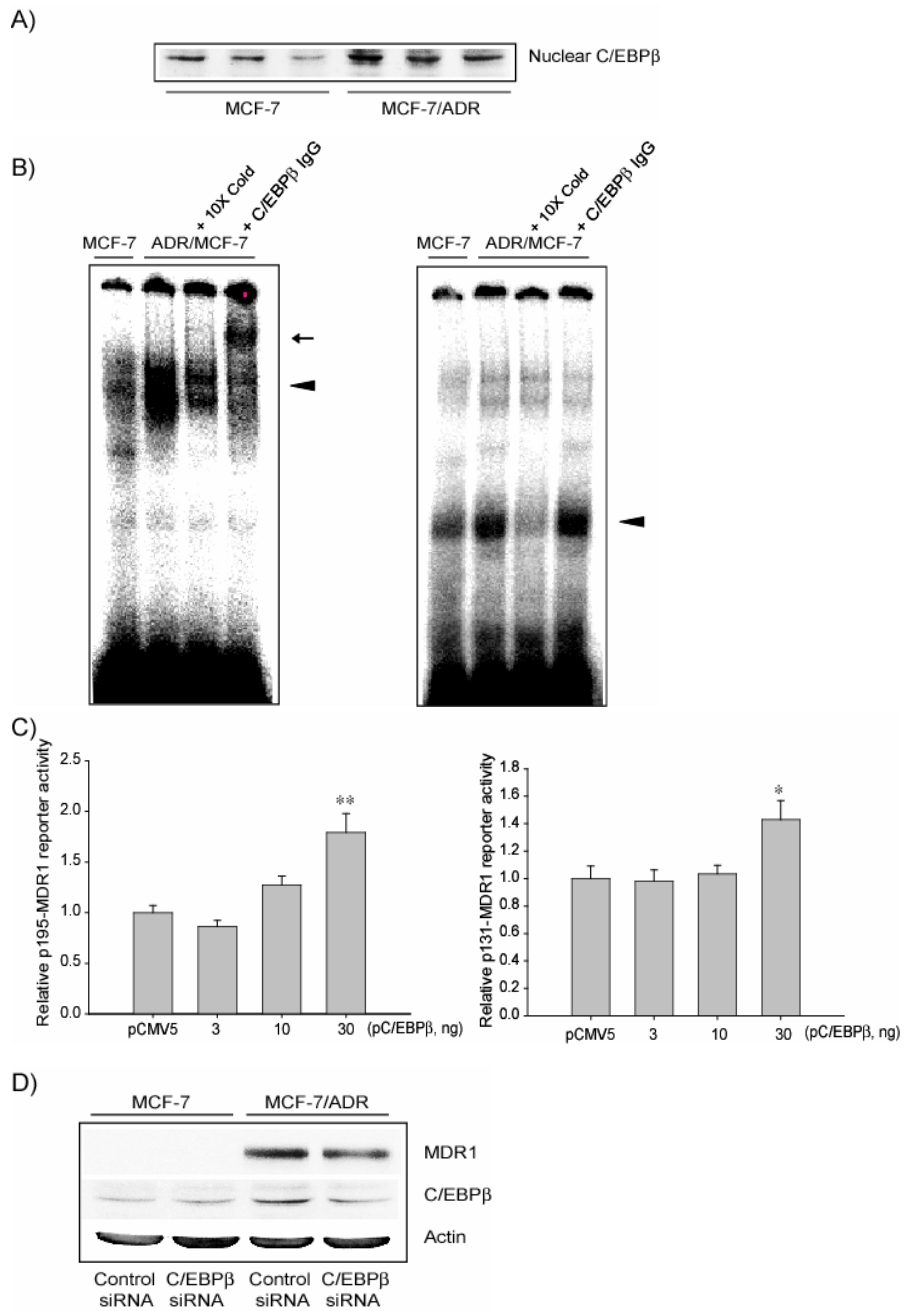 A)
Nuclear C/EBPβ
MCF-7 MCF-7/ADR
B)
+ 10X Cold
+ C/EBPβ IgG
MCF-7 ADR/MCF-7
+ 10X Cold
+ C/EBPβ IgG
MCF-7 ADR/MCF-7
C)
Relative p195-MDR1 reporter activity
2.5
2.0
1.5
1.0
0.5
0.0
**
pCMV5 3 10 30 (pC/EBPβ, ng)
Relative p131-MDR1 reporter activity
1.8
1.6
1.4
1.2
1.0
0.8
0.6
0.4
0.2
0.0
*
pCMV5 3 10 30 (pC/EBPβ, ng)
D)
MCF-7 MCF-7/ADR
MDR1
C/EBPβ
Actin
Control C/EBPβ Control C/EBPβ
siRNA siRNA siRNA siRNA